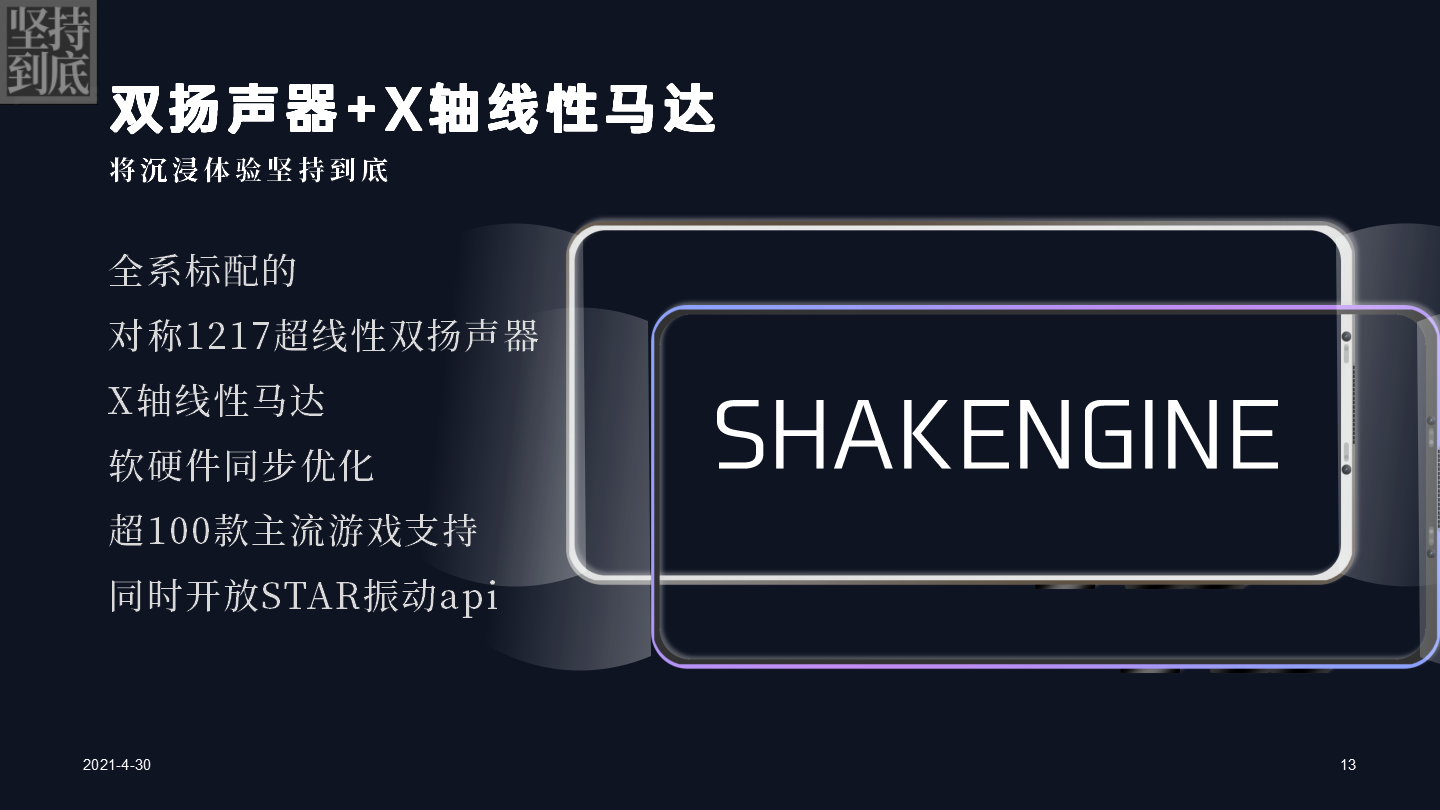 坚持
到底
双扬声器+X轴线性马达
将沉浸体验坚持到底
全系标配的
对称1217超线性双扬声器
X轴线性马达
软硬件同步优化
超100款主流游戏支持
同时开放STAR振动api
SHAKENGINE
2021-4-30
13